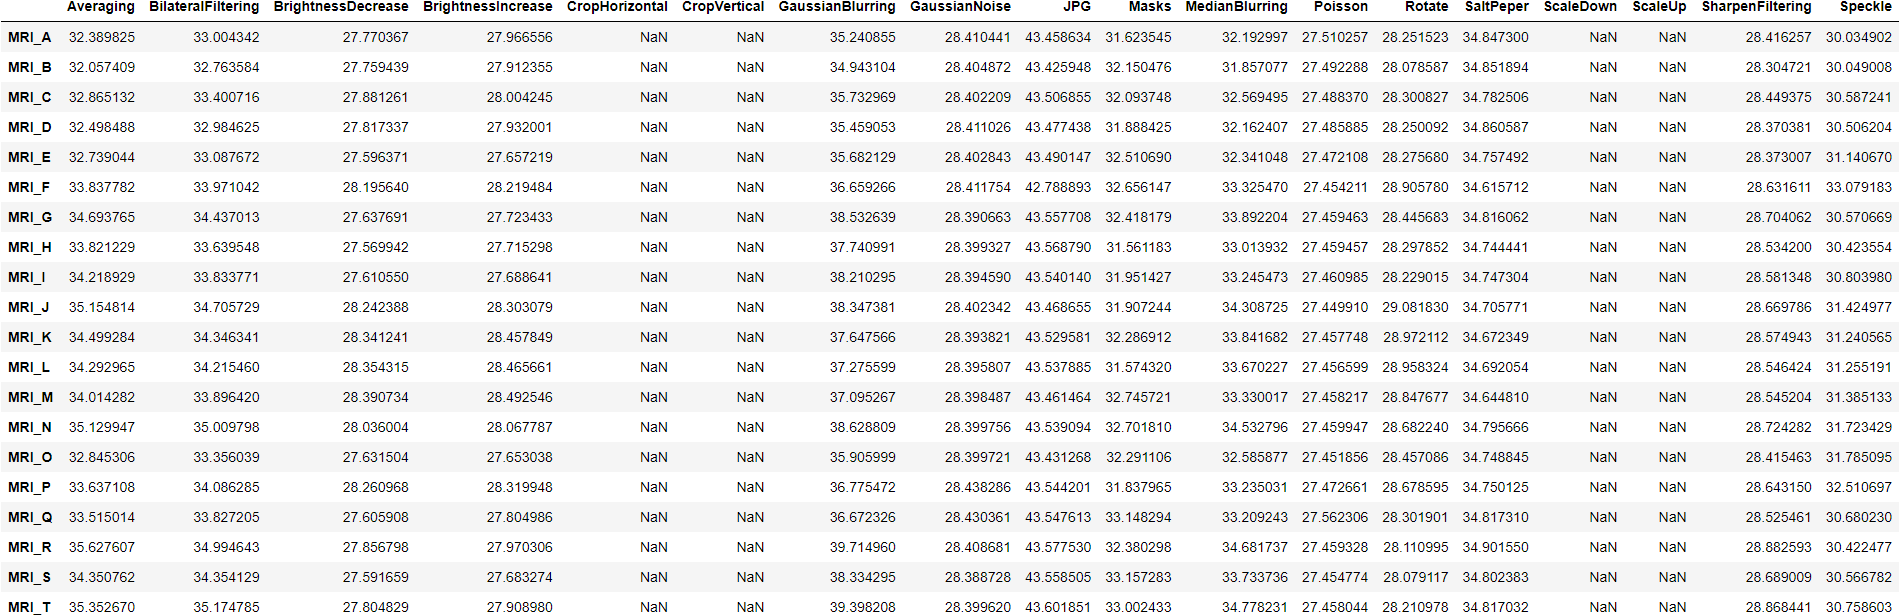 Averaging BilateralFiltering BrightnessDecrease BrightnessIncrease CropHorizontal CropVertical GaussianBlurring GaussianNoise JPG Masks MedianBlurring Poisson Rotate SaltPeper ScaleDown ScaleUp SharpenFiltering Speckle
MRI_A 32.389825 33.004342 27.770367 27.966556 NaN NaN 35.240855 28.410441 43.458634 31.623545 32.192997 27.510257 28.251523 34.847300 NaN NaN 28.416257 30.034902
MRI_B 32.057409 32.763584 27.759439 27.912355 NaN NaN 34.943104 28.404872 43.425948 32.150476 31.857077 27.492288 28.078587 34.851894 NaN NaN 28.304721 30.049008
MRI_C 32.865132 33.400716 27.881261 28.004245 NaN NaN 35.732969 28.402209 43.506855 32.093748 32.569495 27.488370 28.300827 34.782506 NaN NaN 28.449375 30.587241
MRI_D 32.498488 32.984625 27.817337 27.932001 NaN NaN 35.459053 28.411026 43.477438 31.888425 32.162407 27.485885 28.250092 34.860587 NaN NaN 28.370381 30.506204
MRI_E 32.739044 33.087672 27.596371 27.657219 NaN NaN 35.682129 28.402843 43.490147 32.510690 32.341048 27.472108 28.275680 34.757492 NaN NaN 28.373007 31.140670
MRI_F 33.837782 33.971042 28.195640 28.219484 NaN NaN 36.659266 28.411754 42.788893 32.656147 33.325470 27.454211 28.905780 34.615712 NaN NaN 28.631611 33.079183
MRI_G 34.693765 34.437013 27.637691 27.723433 NaN NaN 38.532639 28.390663 43.557708 32.418179 33.892204 27.459463 28.445683 34.816062 NaN NaN 28.704062 30.570669
MRI_H 33.821229 33.639548 27.569942 27.715298 NaN NaN 37.740991 28.399327 43.568790 31.561183 33.013932 27.459457 28.297852 34.744441 NaN NaN 28.534200 30.423554
MRI_I 34.218929 33.833771 27.610550 27.688641 NaN NaN 38.210295 28.394590 43.540140 31.951427 33.245473 27.460985 28.229015 34.747304 NaN NaN 28.581348 30.803980
MRI_J 35.154814 34.705729 28.242388 28.303079 NaN NaN 38.347381 28.402342 43.468655 31.907244 34.308725 27.449910 29.081830 34.705771 NaN NaN 28.669786 31.424977
MRI_K 34.499284 34.346341 28.341241 28.457849 NaN NaN 37.647566 28.393821 43.529581 32.286912 33.841682 27.457748 28.972112 34.672349 NaN NaN 28.574943 31.240565
MRI_L 34.292965 34.215460 28.354315 28.465661 NaN NaN 37.275599 28.395807 43.537885 31.574320 33.670227 27.456599 28.958324 34.692054 NaN NaN 28.546424 31.255191
MRI_M 34.014282 33.896420 28.390734 28.492546 NaN NaN 37.095267 28.398487 43.461464 32.745721 33.330017 27.458217 28.847677 34.644810 NaN NaN 28.545204 31.385133
MRI_N 35.129947 35.009798 28.036004 28.067787 NaN NaN 38.628809 28.399756 43.539094 32.701810 34.532796 27.459947 28.682240 34.795666 NaN NaN 28.724282 31.723429
MRI_O 32.845306 33.356039 27.631504 27.653038 NaN NaN 35.905999 28.399721 43.431268 32.291106 32.585877 27.451856 28.457086 34.748845 NaN NaN 28.415463 31.785095
MRI_P 33.637108 34.086285 28.260968 28.319948 NaN NaN 36.775472 28.438286 43.544201 31.837965 33.235031 27.472661 28.678595 34.750125 NaN NaN 28.643150 32.510697
MRI_Q 33.515014 33.827205 27.605908 27.804986 NaN NaN 36.672326 28.430361 43.547613 33.148294 33.209243 27.562306 28.301901 34.817310 NaN NaN 28.525461 30.680230
MRI_R 35.627607 34.994643 27.856798 27.970306 NaN NaN 39.714960 28.408681 43.577530 32.380298 34.681737 27.459328 28.110995 34.901550 NaN NaN 28.882593 30.422477
MRI_S 34.350762 34.354129 27.591659 27.683274 NaN NaN 38.334295 28.388728 43.558505 33.157283 33.733736 27.454774 28.079117 34.802383 NaN NaN 28.689009 30.566782
MRI_T 35.352670 35.174785 27.804829 27.908980 NaN NaN 39.398208 28.399620 43.601851 33.002433 34.778231 27.458044 28.210978 34.817032 NaN NaN 28.868441 30.758603